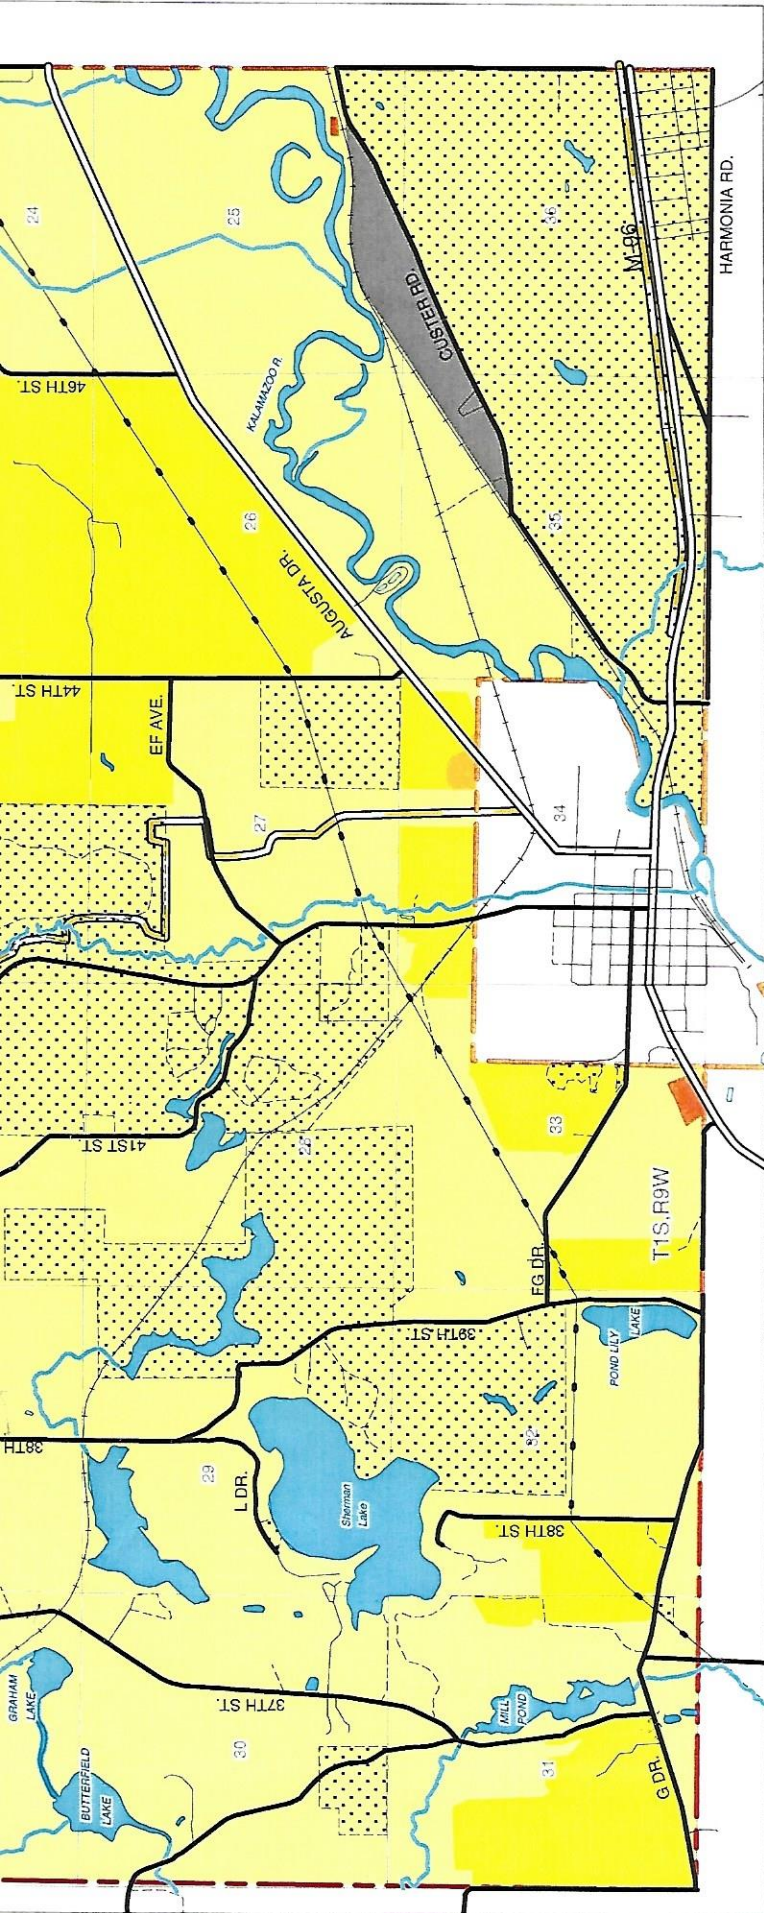 24
25
36
M-96
HARMONIA RD.
CUSTER RD.
KALAMAZOO R.
46TH ST.
26
35
AUGUSTA DR.
44TH ST.
EF AVE.
27
34
33
41ST ST.
28
T1S,R9W
FG DR.
39TH ST.
POND LILY
LAKE
38TH
29
L DR.
Sherman
Lake
32
38TH ST.
GRAHAM
LAKE
37TH ST.
MILL
POND
30
31
BUTTERFIELD
LAKE
G DR.